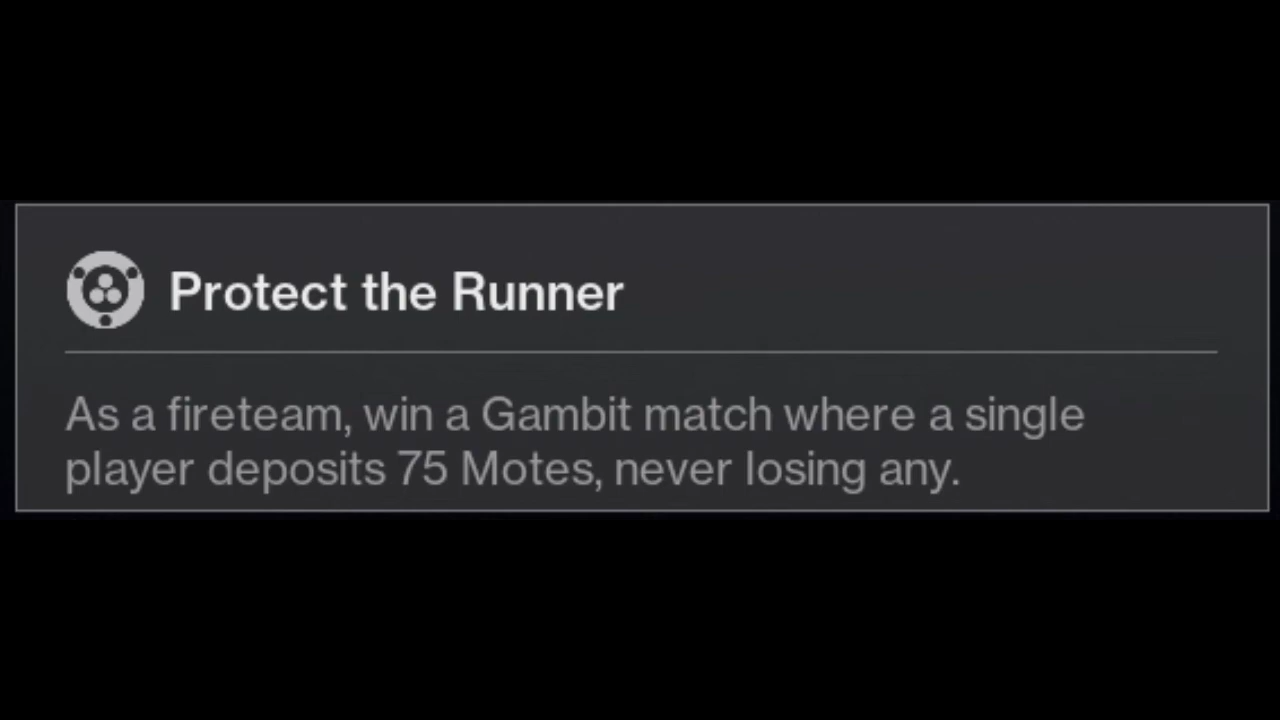 Protect the Runner
As a fireteam, win a Gambit match where a single
player deposits 75 Motes, never losing any.